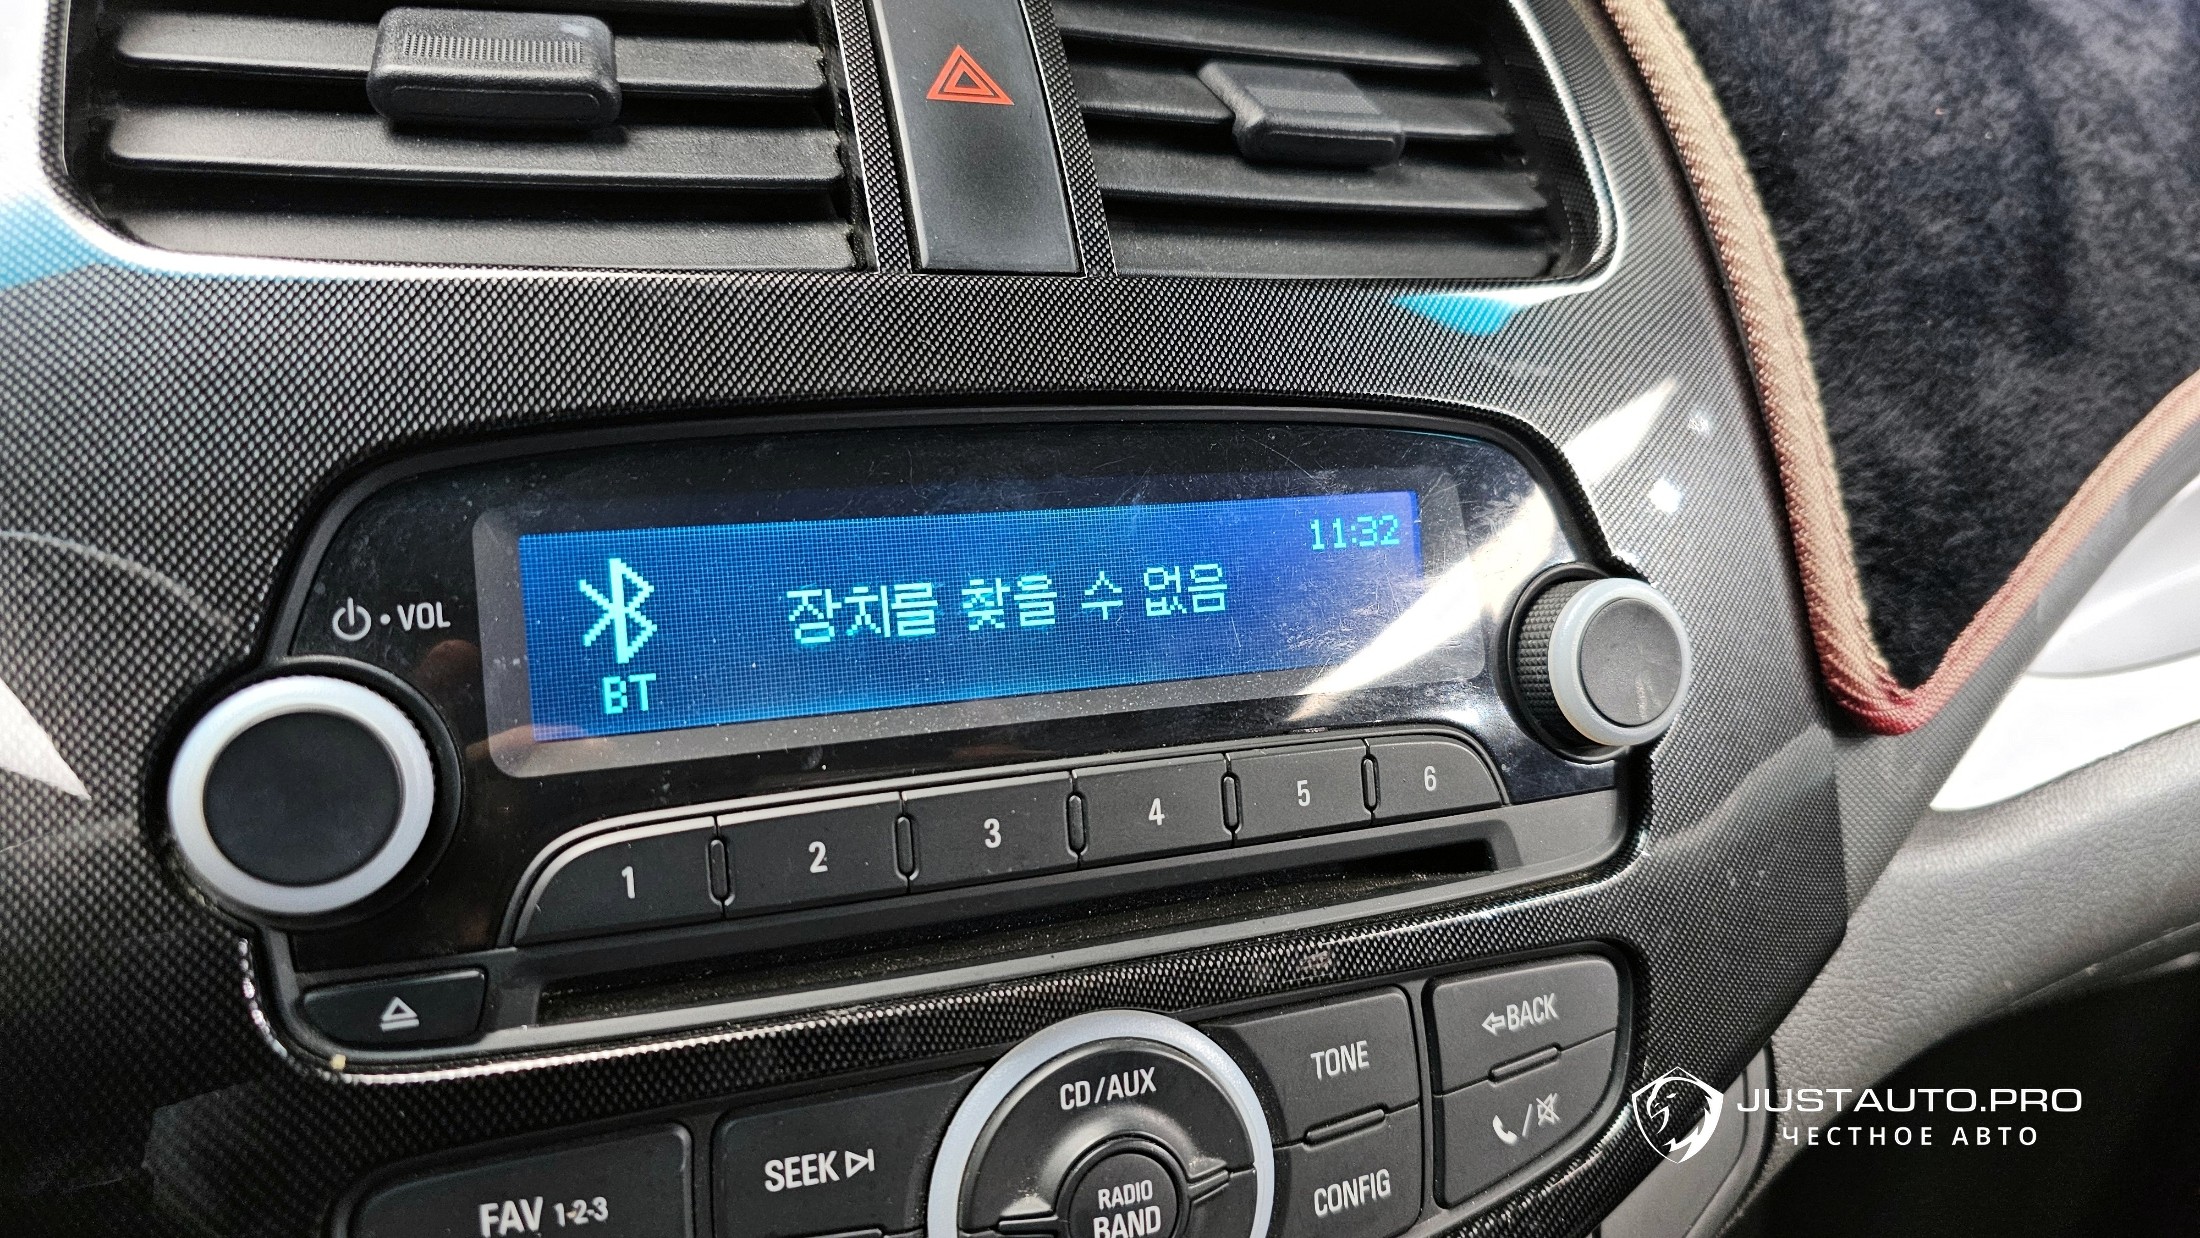 11:32
장치를 찾을 수 없음
BT
VOL
1 2 3 4 5 6
BACK
TONE
CD/AUX
SEEK
CONFIG
RADIO
BAND
FAV 1-2-3
JUSTAUTO.PRO
ЧЕСТНОЕ АВТО